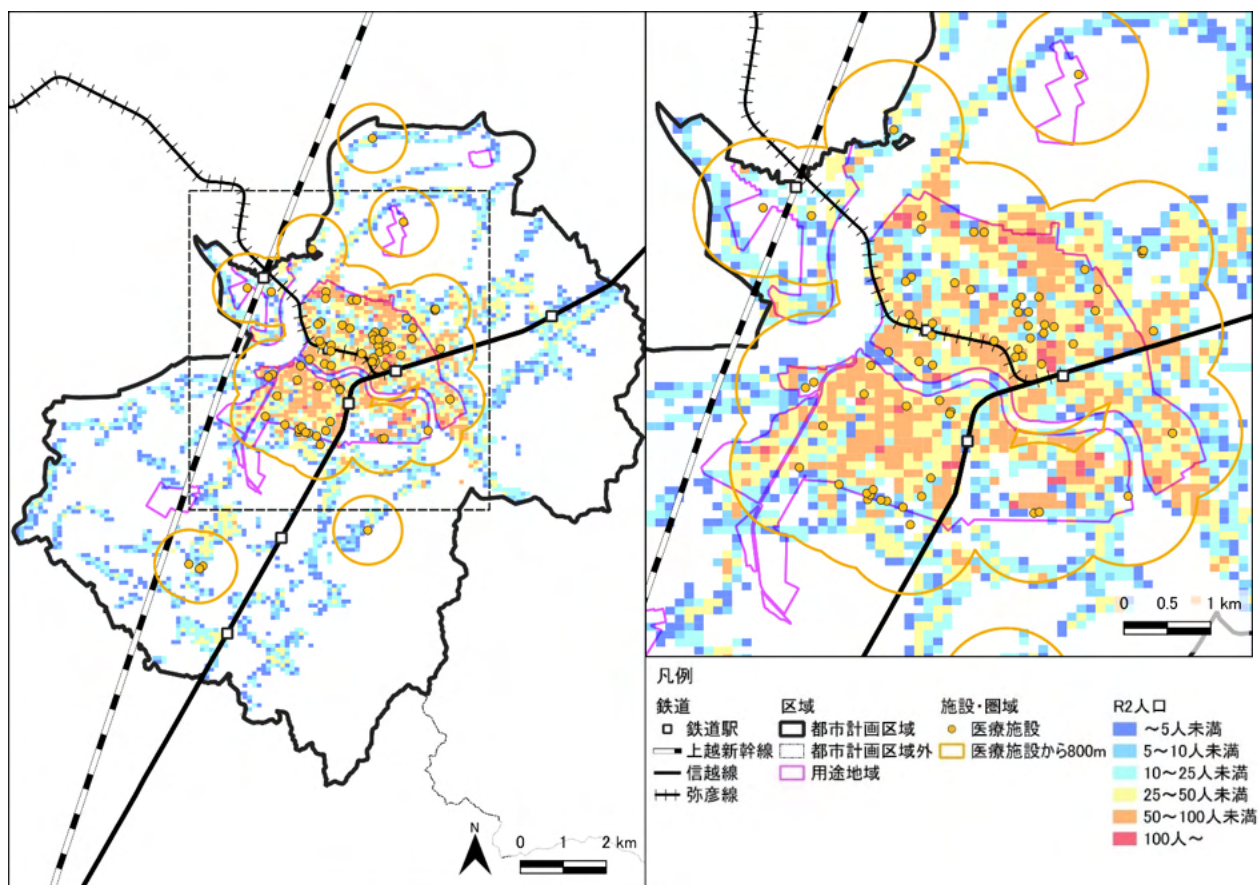 N
0 1 2 km
0 0.5 1 km
凡例
鉄道
鉄道駅
上越新幹線
信越線
弥彦線
区域
都市計画区域
都市計画区域外
用途地域
施設・圏域
医療施設
医療施設から800m
R2人口
～5人未満
5～10人未満
10～25人未満
25～50人未満
50～100人未満
100人～